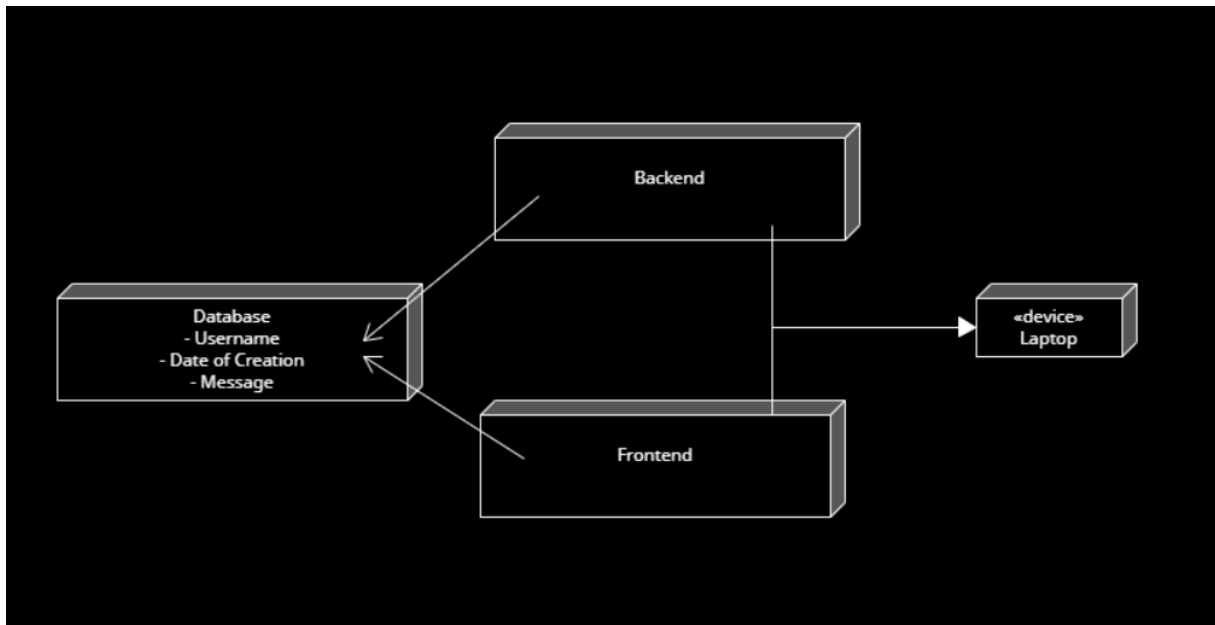 Backend
Database
- Username
- Date of Creation
- Message
«device»
Laptop
Frontend